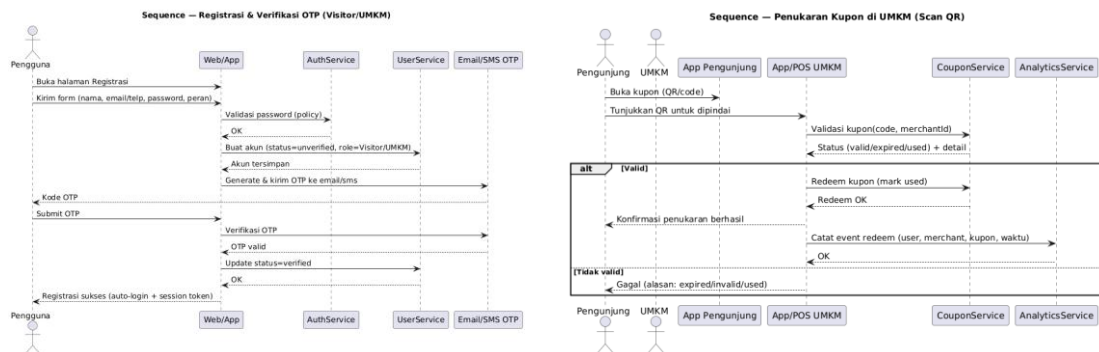 Sequence — Registrasi & Verifikasi OTP (Visitor/UMKM)
Pengguna
Web/App
AuthService
UserService
Email/SMS OTP
Buka halaman Registrasi
Kirim form (nama, email/telp, password, peran)
Validasi password (policy)
OK
Buat akun (status=unverified, role=Visitor/UMKM)
Akun tersimpan
Generate & kirim OTP ke email/sms
Kode OTP
Submit OTP
Verifikasi OTP
OTP valid
Update status=verified
OK
Registrasi sukses (auto-login + session token)
Pengguna
Web/App
AuthService
UserService
Email/SMS OTP
Sequence — Penukaran Kupon di UMKM (Scan QR)
Pengunjung
UMKM
App Pengunjung
App/POS UMKM
CouponService
AnalyticsService
Buka kupon (QR/code)
Tunjukkan QR untuk dipindai
Validasi kupon(code, merchantId)
Status (valid/expired/used) + detail
alt
[Valid]
Redeem kupon (mark used)
Redeem OK
Konfirmasi penukaran berhasil
Catat event redeem (user, merchant, kupon, waktu)
OK
[Tidak valid]
Gagal (alasan: expired/invalid/used)
Pengunjung
UMKM
App Pengunjung
App/POS UMKM
CouponService
AnalyticsService